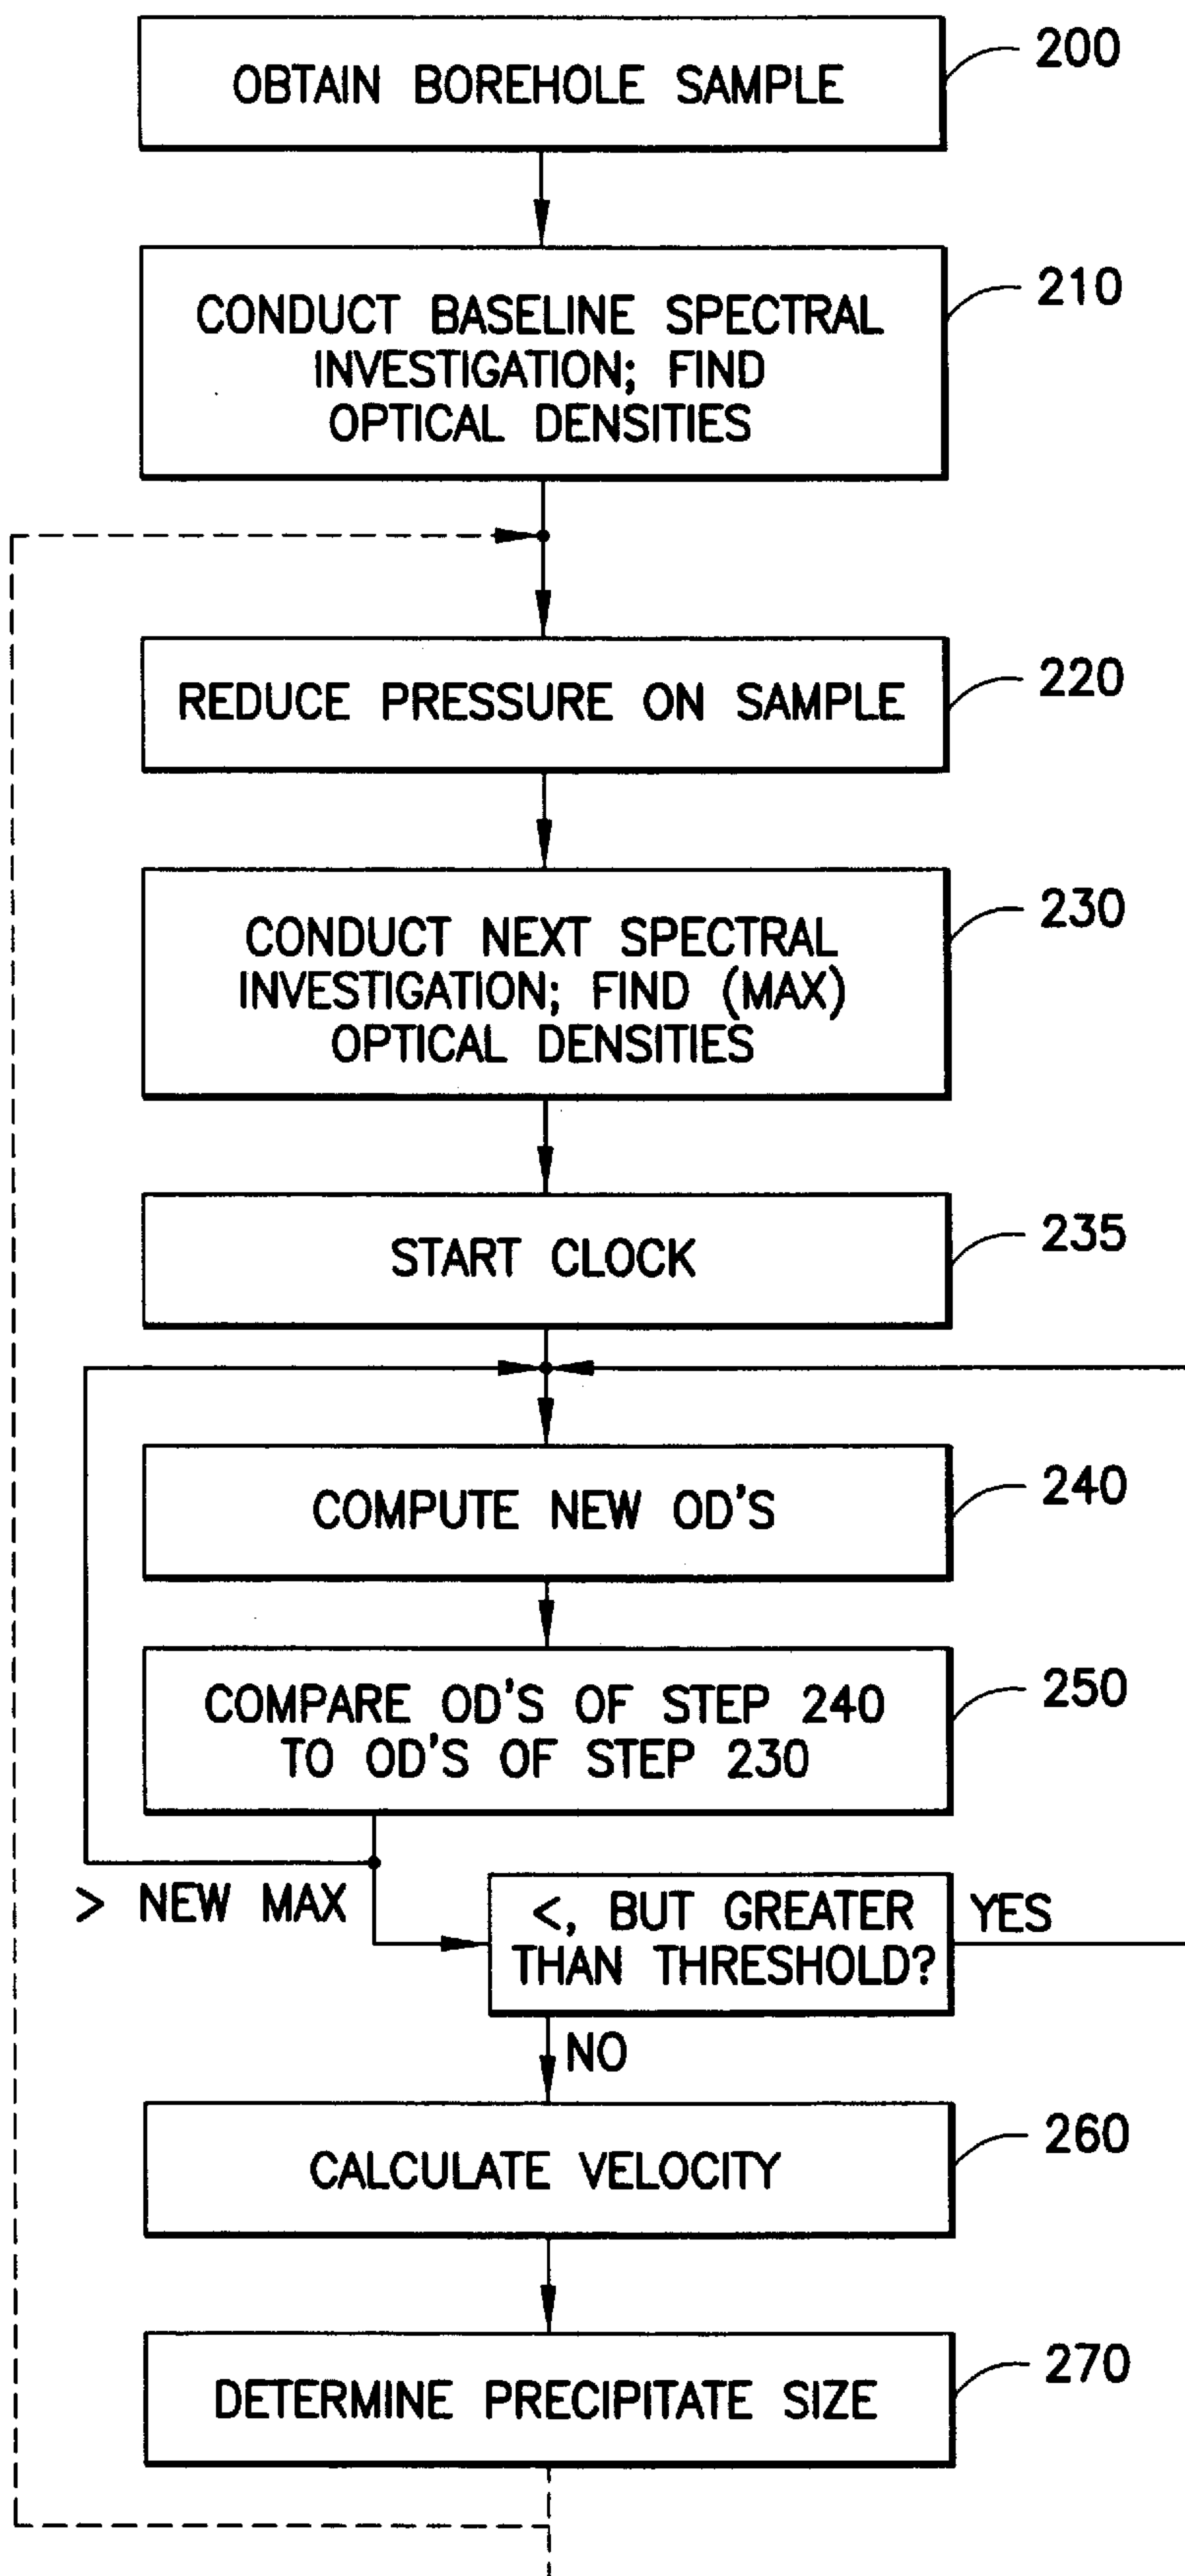 OBTAIN BOREHOLE SAMPLE
200
CONDUCT BASELINE SPECTRAL
INVESTIGATION; FIND
OPTICAL DENSITIES
210
REDUCE PRESSURE ON SAMPLE
220
CONDUCT NEXT SPECTRAL
INVESTIGATION; FIND (MAX)
OPTICAL DENSITIES
230
START CLOCK
235
COMPUTE NEW OD'S
240
COMPARE OD'S OF STEP 240
TO OD'S OF STEP 230
250
> NEW MAX
<, BUT GREATER
THAN THRESHOLD?
YES
NO
CALCULATE VELOCITY
260
DETERMINE PRECIPITATE SIZE
270